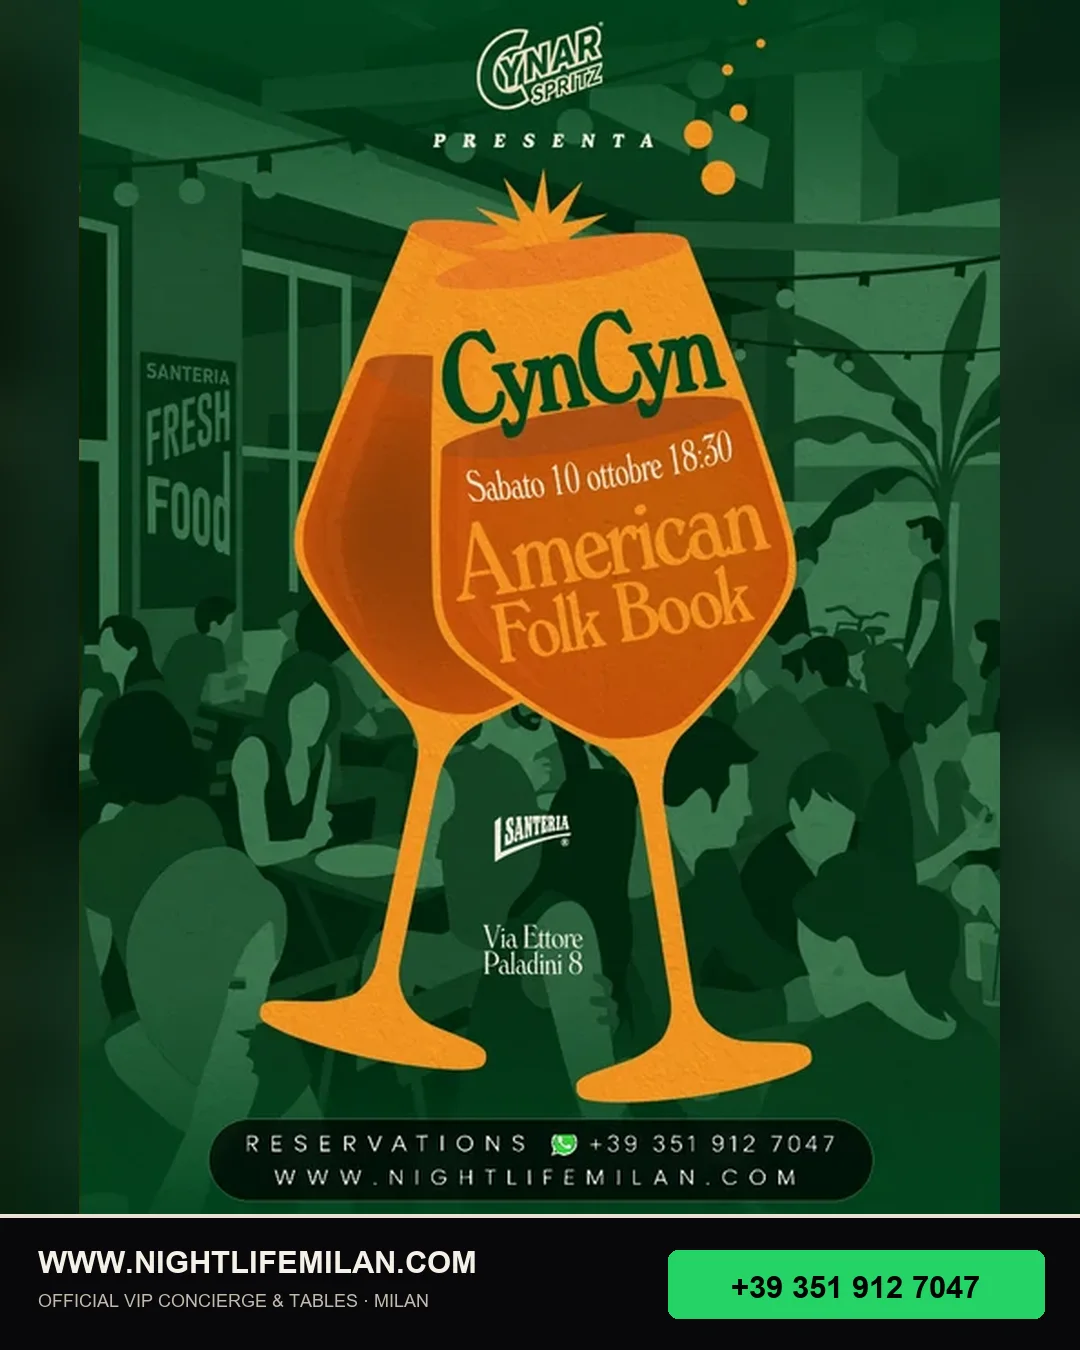 CYNAR
SPRITZ
PRESENTA
CynCyn
Sabato 10 ottobre 18:30
American
Folk Book
SANTERIA
FRESH
FOOd
SANTERIA®
Via Ettore
Paladini 8
RESERVATIONS +39 351 912 7047
WWW.NIGHTLIFEMILAN.COM
WWW.NIGHTLIFEMILAN.COM
OFFICIAL VIP CONCIERGE & TABLES · MILAN
+39 351 912 7047